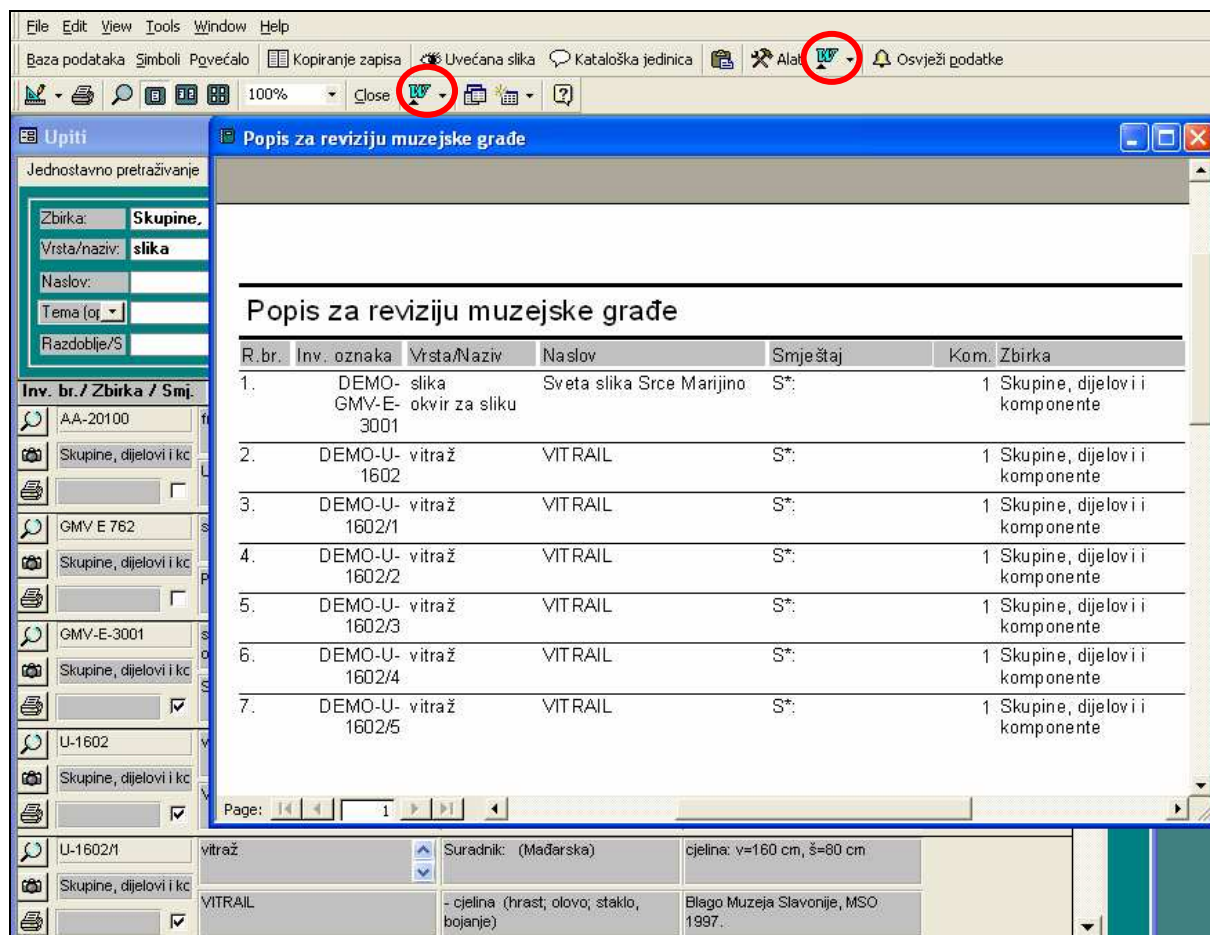 File Edit View Tools Window Help
Baza podataka Simboli Povećalo Kopiranje zapisa Uvećana slika Kataloška jedinica Alati Osvježi podatke
100% Close
Upiti
Jednostavno pretraživanje
Zbirka: Skupine,
Vrsta/naziv: slika
Naslov:
Tema (op
Razdoblje/S
Inv. br./ Zbirka / Smj.
AA-20100
Skupine, dijelovi i kc
GMV E 762
Skupine, dijelovi i kc
GMV-E-3001
Skupine, dijelovi i kc
U-1602
Skupine, dijelovi i kc
Popis za reviziju muzejske građe
Popis za reviziju muzejske građe
R.br. Inv. oznaka Vrsta/Naziv Naslov Smještaj Kom. Zbirka
1. DEMO- slika Sveta slika Srce Marijino S*: 1 Skupine, dijelovi i
GMV-E- okvir za sliku komponente
3001
2. DEMO-U- vitraž VITRAIL S*: 1 Skupine, dijelovi i
1602 komponente
3. DEMO-U- vitraž VITRAIL S*: 1 Skupine, dijelovi i
1602/1 komponente
4. DEMO-U- vitraž VITRAIL S*: 1 Skupine, dijelovi i
1602/2 komponente
5. DEMO-U- vitraž VITRAIL S*: 1 Skupine, dijelovi i
1602/3 komponente
6. DEMO-U- vitraž VITRAIL S*: 1 Skupine, dijelovi i
1602/4 komponente
7. DEMO-U- vitraž VITRAIL S*: 1 Skupine, dijelovi i
1602/5 komponente
Page: 1
U-1602/1 vitraž Suradnik: (Mađarska) cjelina: v=160 cm, š=80 cm
Skupine, dijelovi i kc
VITRAIL - cjelina (hrast; olovo; staklo, Blago Muzeja Slavonije, MSO
bojanje) 1997.